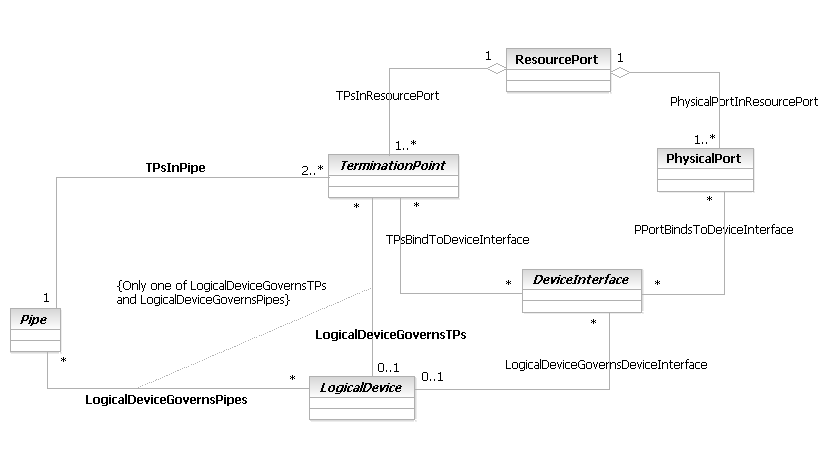 1
ResourcePort
1
TPsInResourcePort
PhysicalPortInResourcePort
1..*
1..*
TPsInPipe
2..*
TerminationPoint
PhysicalPort
*
*
*
TPsBindToDeviceInterface
PPortBindsToDeviceInterface
{Only one of LogicalDeviceGovernsTPs
and LogicalDeviceGovernsPipes}
*
DeviceInterface
*
1
Pipe
*
LogicalDeviceGovernsTPs
*
0..1
LogicalDeviceGovernsDeviceInterface
*
LogicalDevice
0..1
LogicalDeviceGovernsPipes